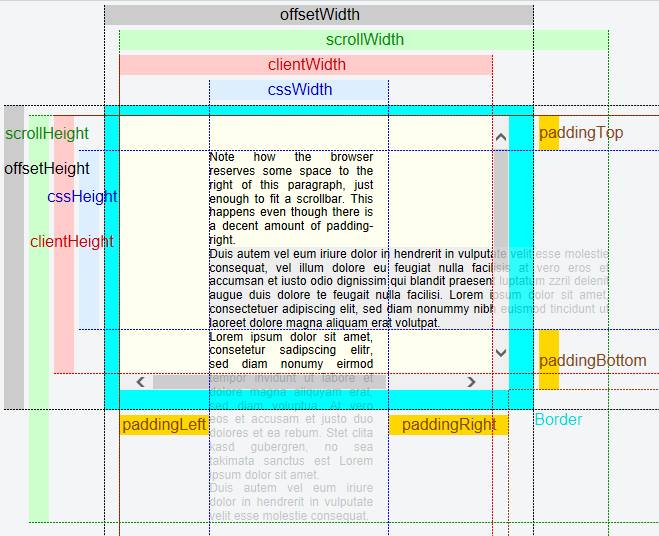 offsetWidth
scrollWidth
clientWidth
cssWidth
scrollHeight
offsetHeight
cssHeight
clientHeight
paddingTop
Note how the browser
reserves some space to the
right of this paragraph, just
enough to fit a scrollbar. This
happens even though there is
a decent amount of padding-
right.
Duis autem vel eum iriure dolor in hendrerit in vulputate velit esse molestie
consequat, vel illum dolore eu feugiat nulla facilisis at vero eros et
accumsan et iusto odio dignissim qui blandit praesent luptatum zzril delenit
augue duis dolore te feugait nulla facilisi. Lorem ipsum dolor sit amet,
consectetuer adipiscing elit, sed diam nonummy nibh euismod tincidunt ut
laoreet dolore magna aliquam erat volutpat.
Lorem ipsum dolor sit amet,
consetetur sadipscing elitr,
sed diam nonumy eirmod
tempor invidunt ut labore et
dolore magna aliquyam erat,
sed diam voluptua. At vero
eos et accusam et justo duo
dolores et ea rebum. Stet clita
kasd gubergren, no sea
takimata sanctus est Lorem
ipsum dolor sit amet.
Duis autem vel eum iriure
dolor in hendrerit in vulputate
velit esse molestie consequat.
paddingBottom
paddingLeft
paddingRight
Border